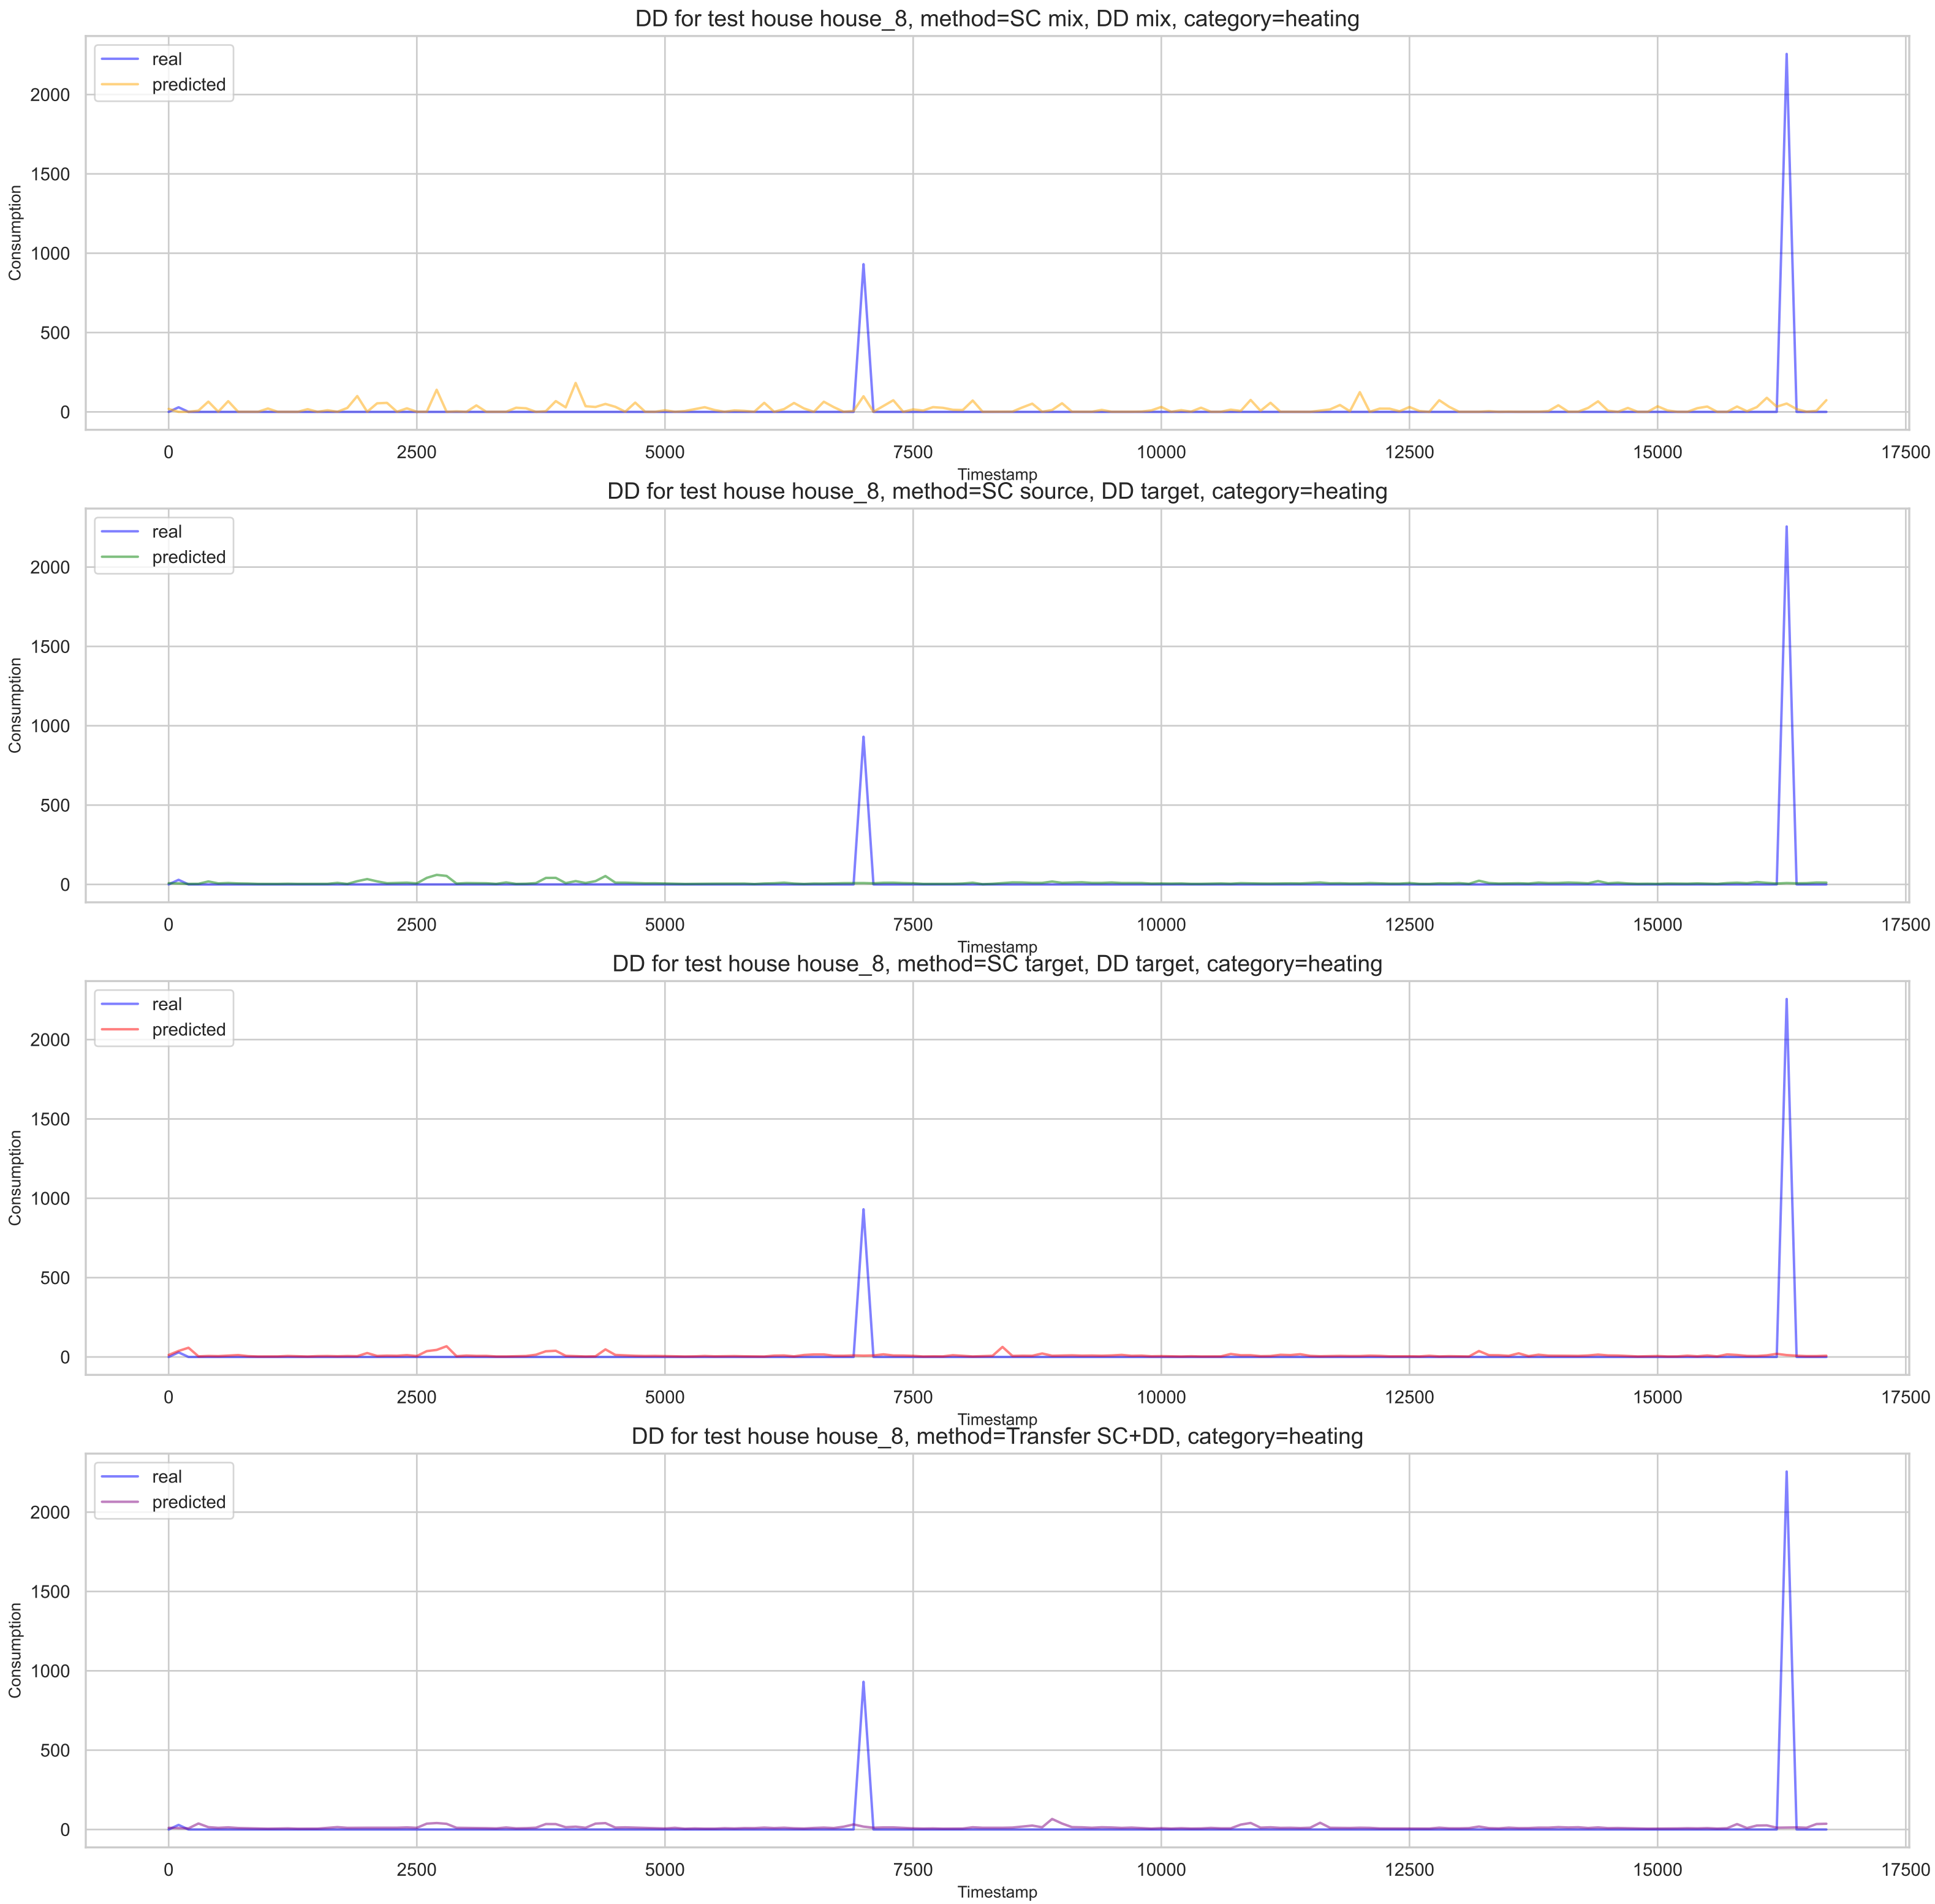 DD for test house house_8, method=SC mix, DD mix, category=heating
real
predicted
2000
1500
1000
500
0
Consumption
0 2500 5000 7500 10000 12500 15000 17500
Timestamp
DD for test house house_8, method=SC source, DD target, category=heating
real
predicted
2000
1500
1000
500
0
Consumption
0 2500 5000 7500 10000 12500 15000 17500
Timestamp
DD for test house house_8, method=SC target, DD target, category=heating
real
predicted
2000
1500
1000
500
0
Consumption
0 2500 5000 7500 10000 12500 15000 17500
Timestamp
DD for test house house_8, method=Transfer SC+DD, category=heating
real
predicted
2000
1500
1000
500
0
Consumption
0 2500 5000 7500 10000 12500 15000 17500
Timestamp